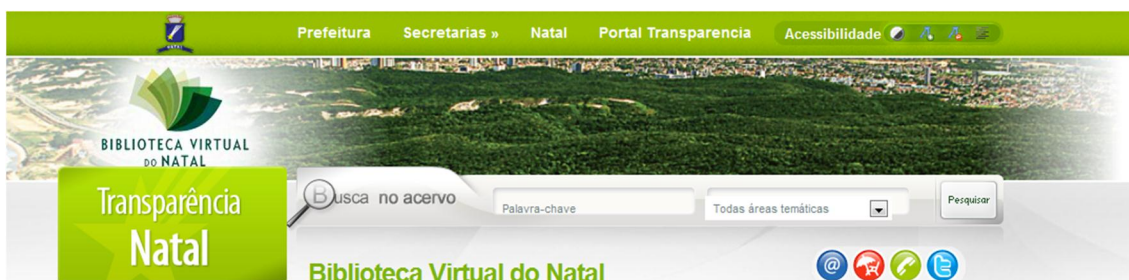 NATAL
Prefeitura Secretarias » Natal Portal Transparencia Acessibilidade
BIBLIOTECA VIRTUAL
DO NATAL
Transparência
Natal
Busca no acervo
Palavra-chave
Todas áreas temáticas
Pesquisar
Biblioteca Virtual do Natal